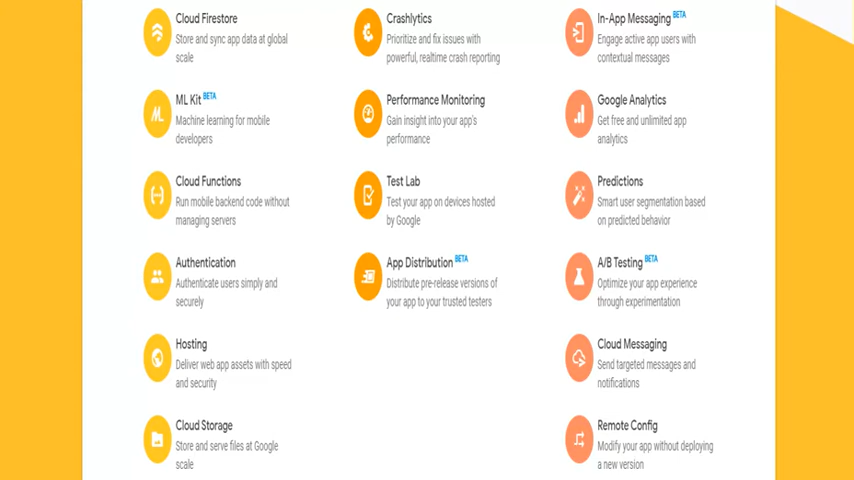 Cloud Firestore
Store and sync app data at global
scale
ML Kit BETA
Machine learning for mobile
developers
Cloud Functions
Run mobile backend code without
managing servers
Authentication
Authenticate users simply and
securely
Hosting
Deliver web app assets with speed
and security
Cloud Storage
Store and serve files at Google
scale
Crashlytics
Prioritize and fix issues with
powerful, realtime crash reporting
Performance Monitoring
Gain insight into your app's
performance
Test Lab
Test your app on devices hosted
by Google
App Distribution BETA
Distribute pre-release versions of
your app to your trusted testers
In-App Messaging BETA
Engage active app users with
contextual messages
Google Analytics
Get free and unlimited app
analytics
Predictions
Smart user segmentation based
on predicted behavior
A/B Testing BETA
Optimize your app experience
through experimentation
Cloud Messaging
Send targeted messages and
notifications
Remote Config
Modify your app without deploying
a new version